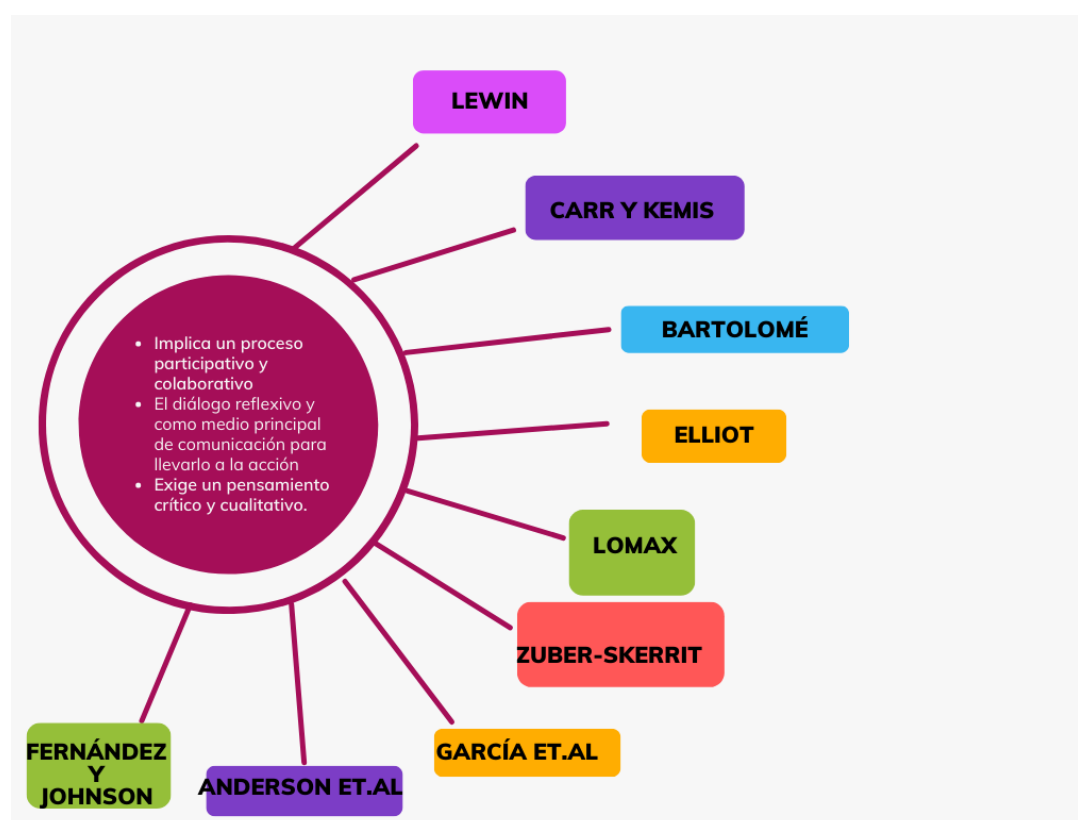 LEWIN
CARR Y KEMIS
BARTOLOMÉ
• Implica un proceso
participativo y
colaborativo
• El diálogo reflexivo y
como medio principal
de comunicación para
llevarlo a la acción
• Exige un pensamiento
crítico y cualitativo.
ELLIOT
LOMAX
ZUBER-SKERRIT
GARCÍA ET.AL
FERNÁNDEZ
Y
JOHNSON
ANDERSON ET.AL